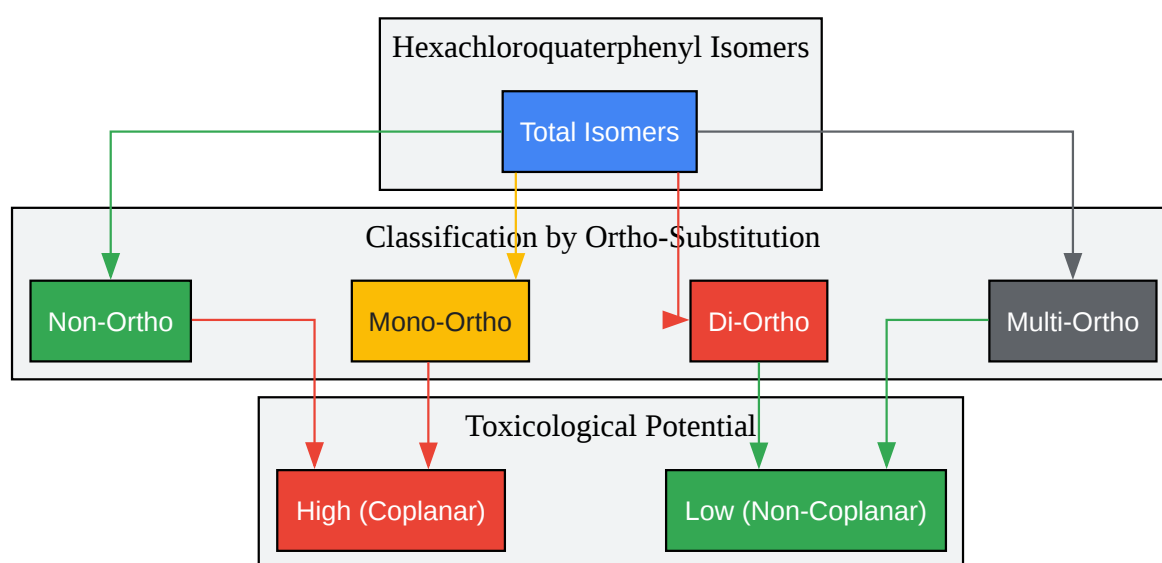 Hexachloroquaterphenyl Isomers
Total Isomers
Classification by Ortho-Substitution
Non-Ortho
Mono-Ortho
Di-Ortho
Multi-Ortho
Toxicological Potential
High (Coplanar)
Low (Non-Coplanar)